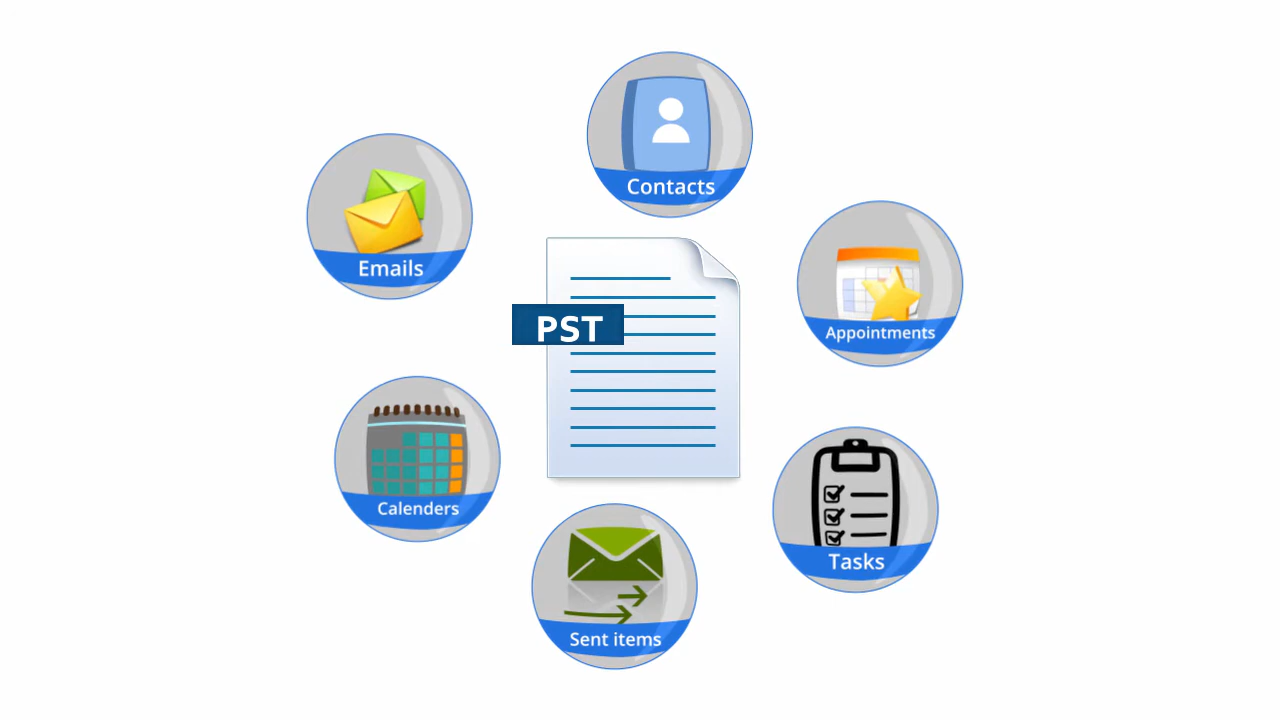 Contacts
Emails
Appointments
PST
Calenders
Tasks
Sent items